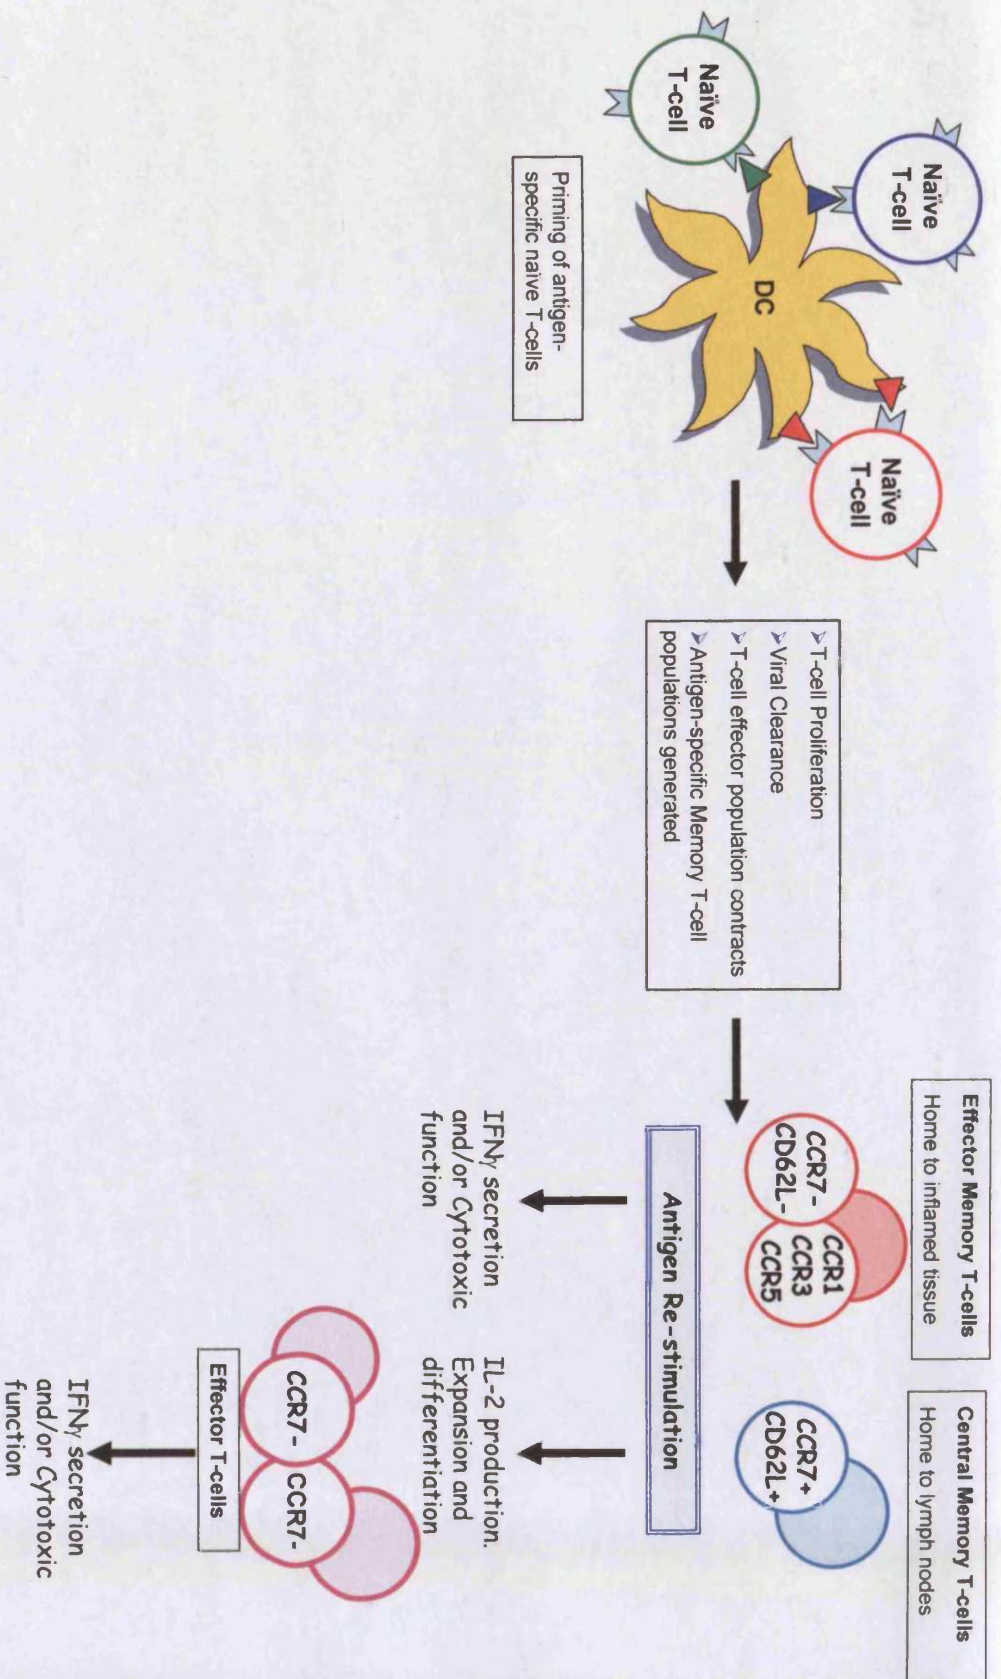 Naïve
T-cell
Naïve
T-cell
Naïve
T-cell
DC
Priming of antigen-
specific naïve T-cells
➢T-cell Proliferation
➢Viral Clearance
➢T-cell effector population contracts
➢Antigen-specific Memory T-cell
populations generated
Effector Memory T-cells
Home to inflamed tissue
CCR7-
CD62L-
CCR1
CCR3
CCR5
Central Memory T-cells
Home to lymph nodes
CCR7+
CD62L+
Antigen Re-stimulation
IFNγ secretion
and/or Cytotoxic
function
IL-2 production.
Expansion and
differentiation
CCR7-
CCR7-
Effector T-cells
IFNγ secretion
and/or Cytotoxic
function